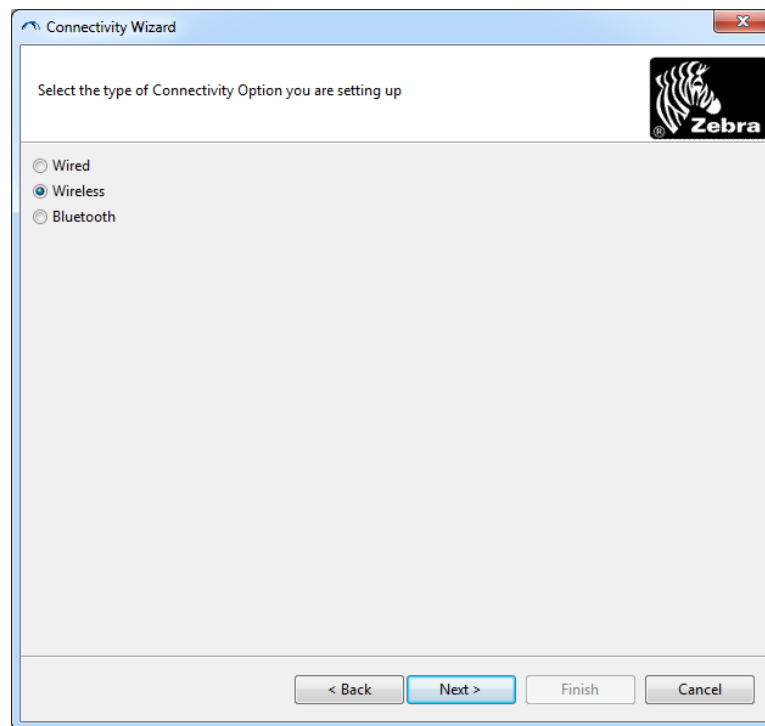 Connectivity Wizard
Select the type of Connectivity Option you are setting up
® Zebra
Wired
Wireless
Bluetooth
< Back Next > Finish Cancel